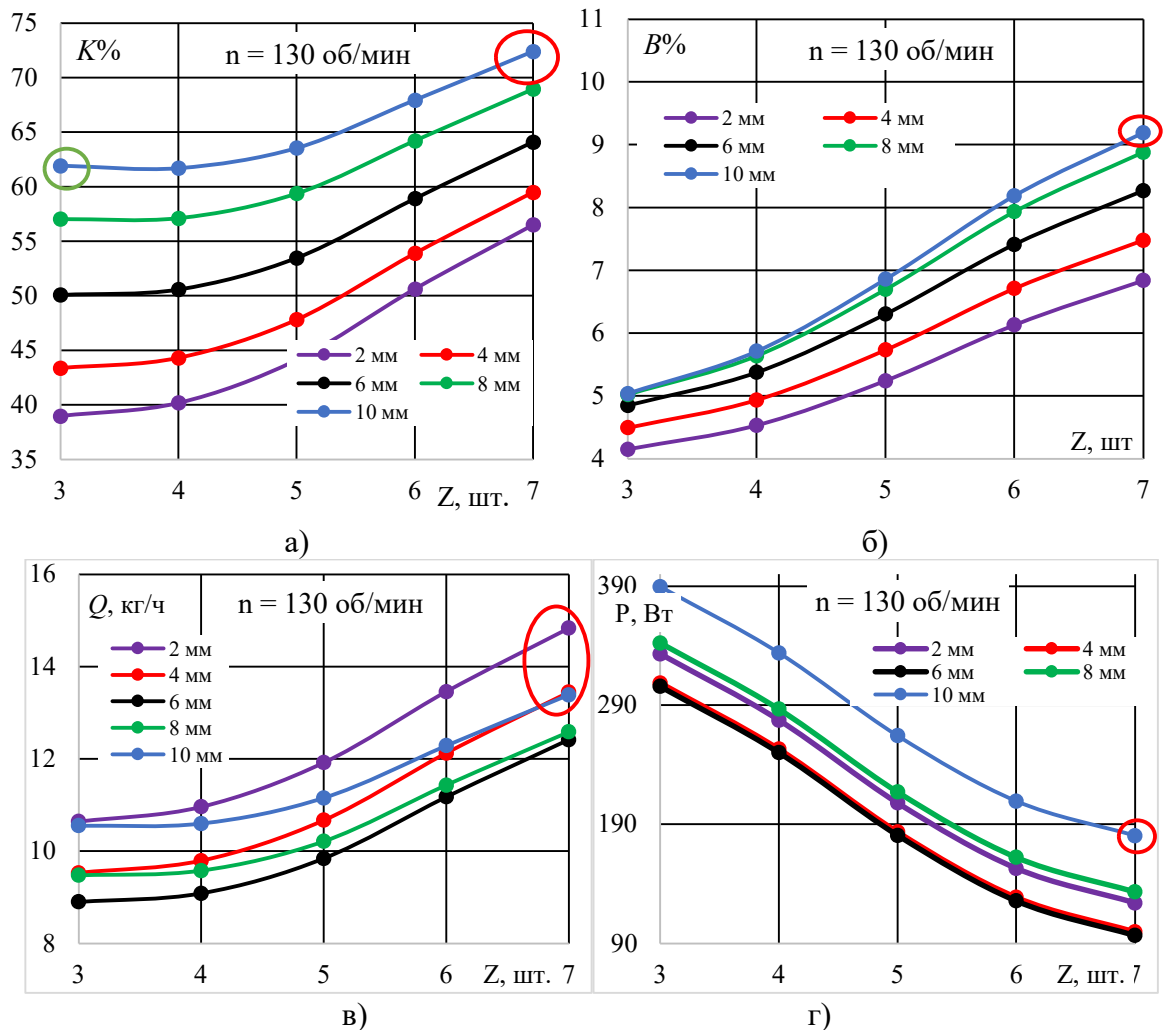 75
70
65
60
55
50
45
40
35
K%
n = 130 об/мин
2 мм
4 мм
6 мм
8 мм
10 мм
3 4 5 6 7
Z, шт.
а)
11
10
9
8
7
6
5
4
B%
n = 130 об/мин
2 мм
4 мм
6 мм
8 мм
10 мм
Z, шт
3 4 5 6 7
б)
16
14
12
10
8
Q, кг/ч
n = 130 об/мин
2 мм
4 мм
6 мм
8 мм
10 мм
3 4 5 6 Z, шт. 7
в)
390
290
190
90
P, Вт
n = 130 об/мин
2 мм
4 мм
6 мм
8 мм
10 мм
3 4 5 6 Z, шт. 7
г)